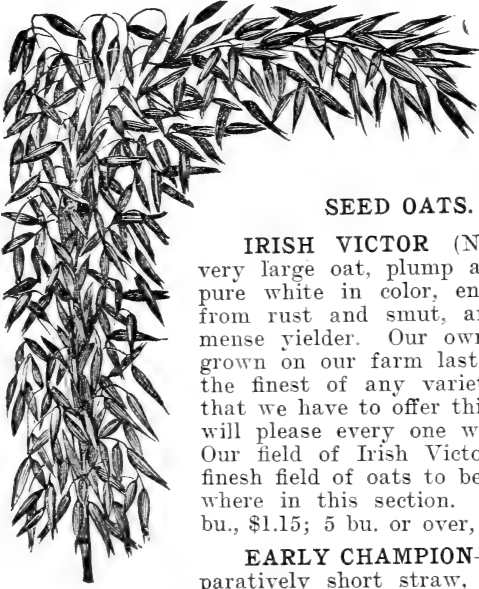 SEED OATS.
IRISH VICTOR (N
very large oat, plump a
pure white in color, en
from rust and smut, a
mense yielder. Our ow
grown on our farm last
the finest of any varie
that we have to offer thi
will please every one w
Our field of Irish Victo
finesh field of oats to be
where in this section.
bu., $1.15; 5 bu. or over,
EARLY CHAMPION-
paratively short straw,